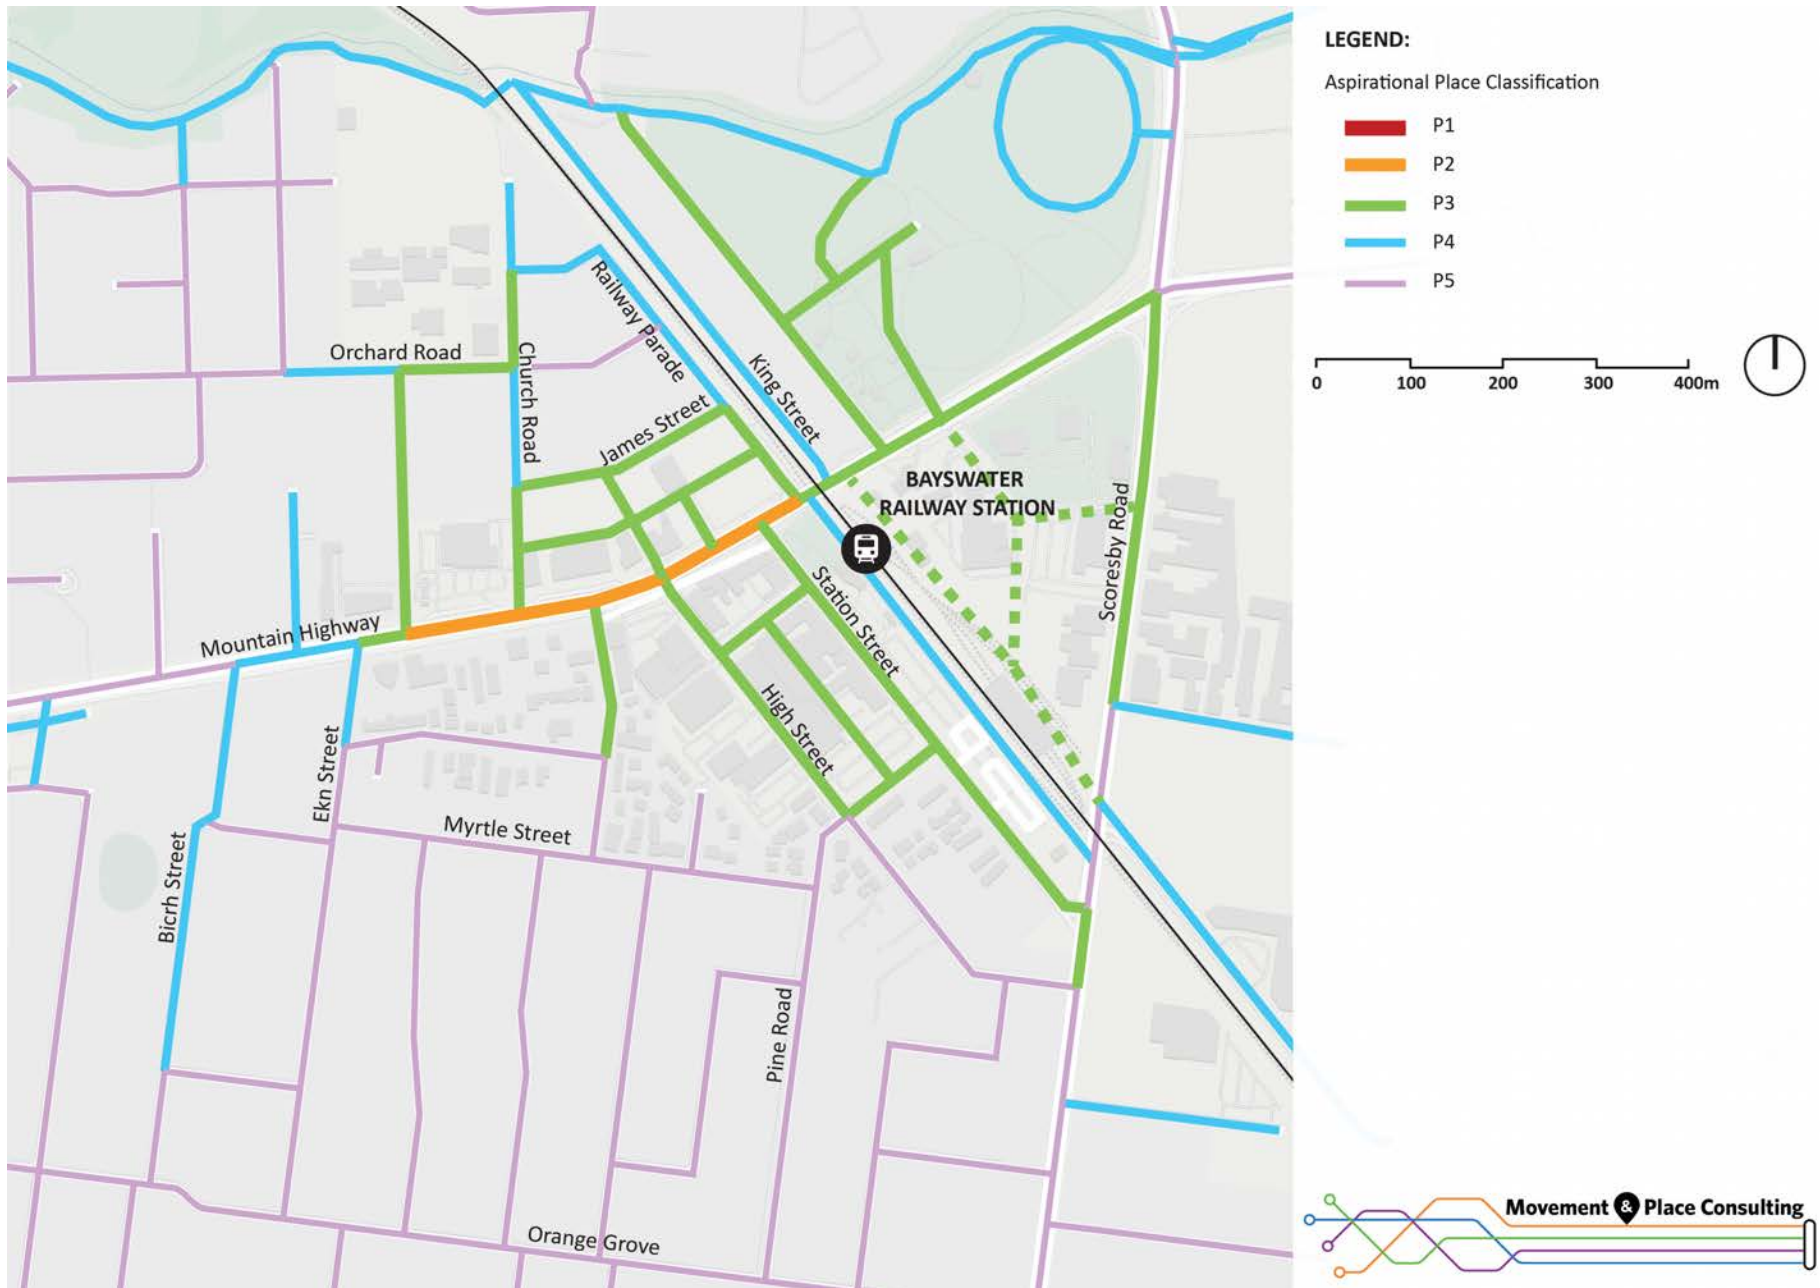 LEGEND:
Aspirational Place Classification
P1
P2
P3
P4
P5
0 100 200 300 400m
Railway Parade
Orchard Road
Church Road
King Street
James Street
BAYSWATER
RAILWAY STATION
Scoresby Road
Mountain Highway
Station Street
High Street
Ekn Street
Myrtle Street
Bicrh Street
Pine Road
Orange Grove
Movement & Place Consulting